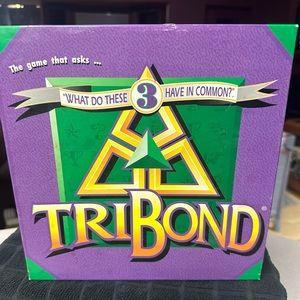 The game that asks ...
"WHAT DO THESE 3 HAVE IN COMMON?"
TRIBOND®